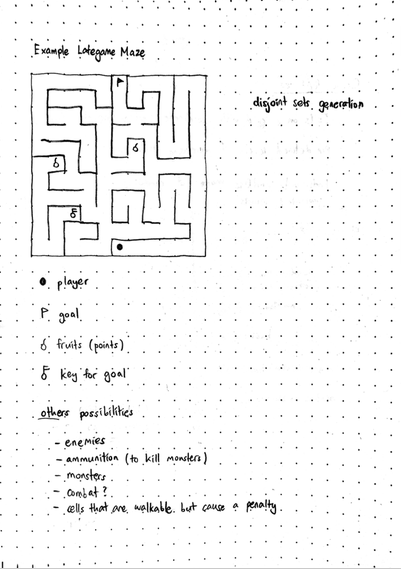 Example Lategame Maze
disjoint sets generation
player
goal
fruits (points)
key for goal
others possibilities
- enemies
- ammunition (to kill monsters)
- monsters
- combat?
- cells that are walkable but cause a penalty